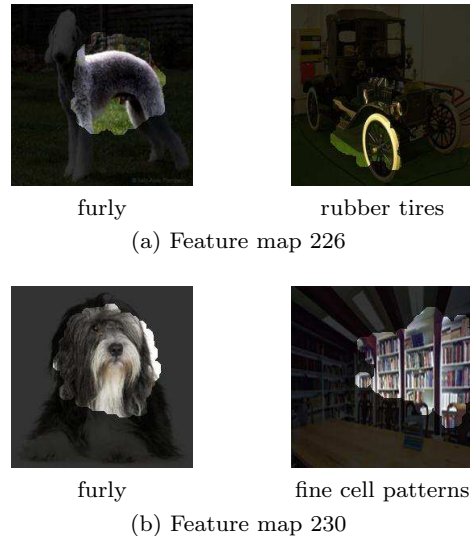 furly
rubber tires
(a) Feature map 226
furly
fine cell patterns
(b) Feature map 230